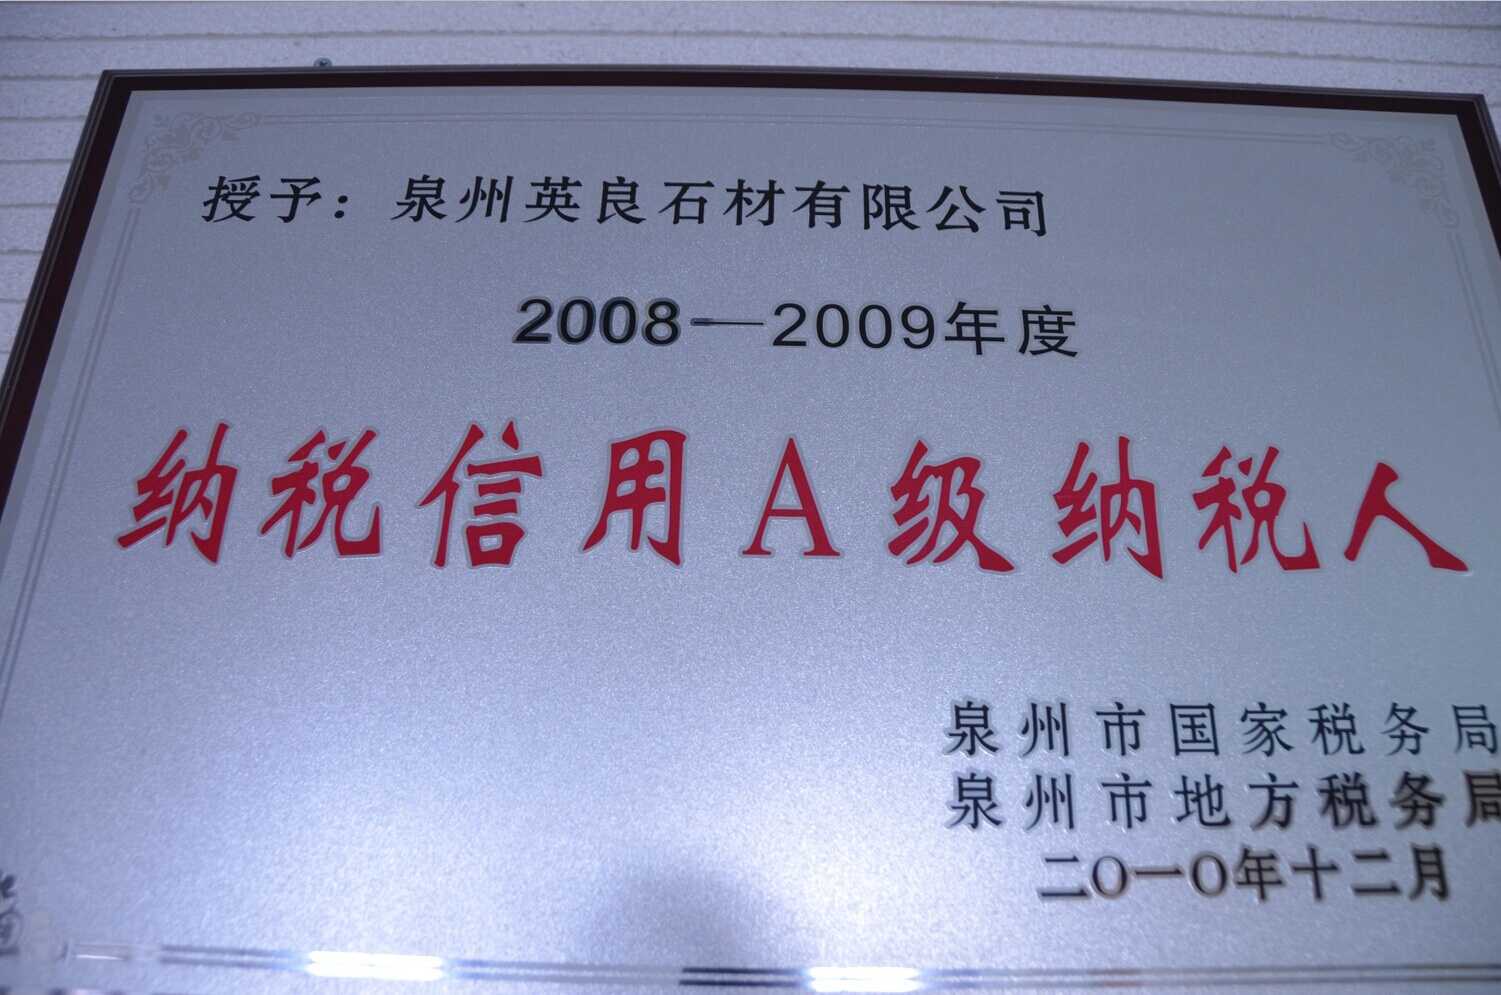 授予：泉州英良石材有限公司
2008—2009年度
纳税信用A级纳税人
泉州市国家税务局
泉州市地方税务局
二〇一〇年十二月